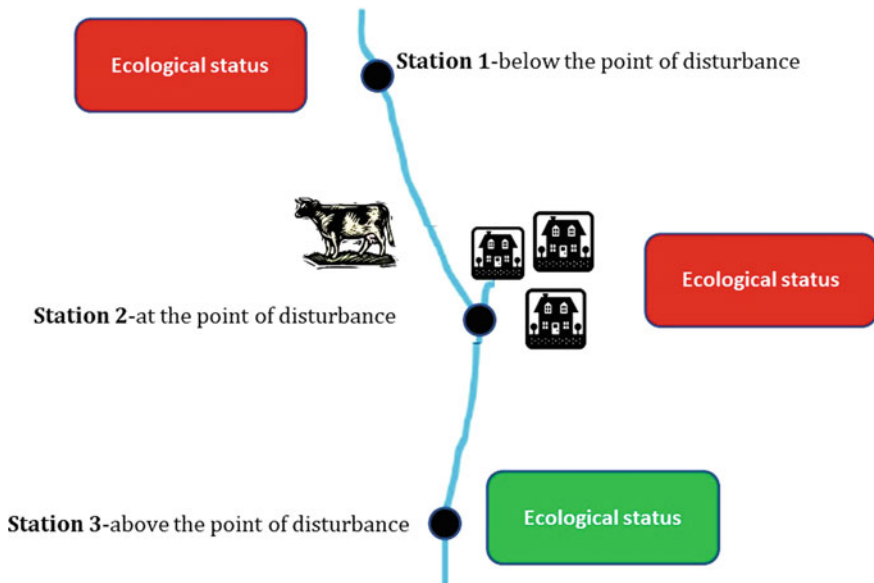 Ecological status
Station 1-below the point of disturbance
Ecological status
Station 2-at the point of disturbance
Station 3-above the point of disturbance
Ecological status